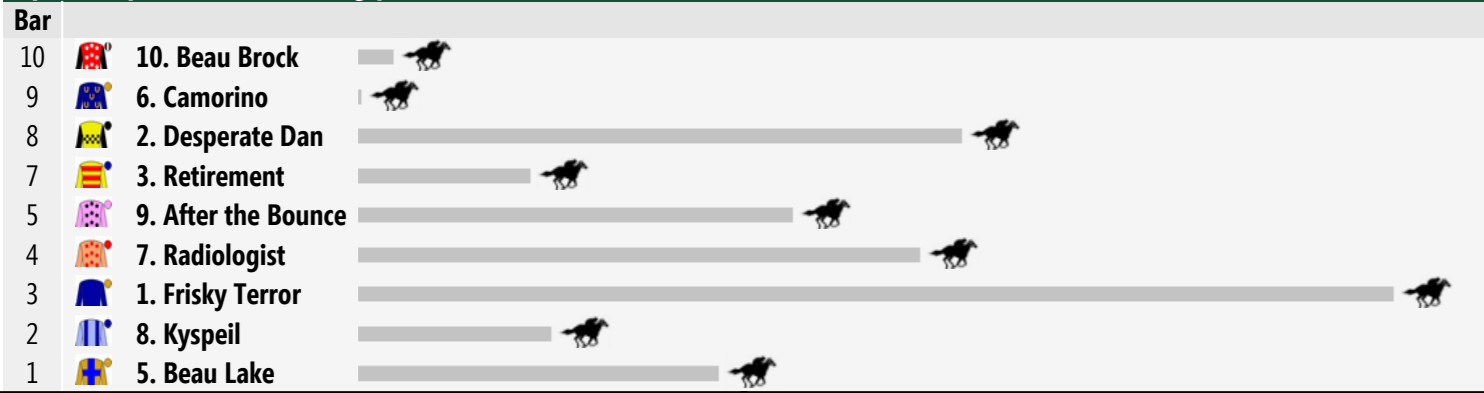 Bar
10 10. Beau Brock
9 6. Camorino
8 2. Desperate Dan
7 3. Retirement
5 9. After the Bounce
4 7. Radiologist
3 1. Frisky Terror
2 8. Kyspeil
1 5. Beau Lake